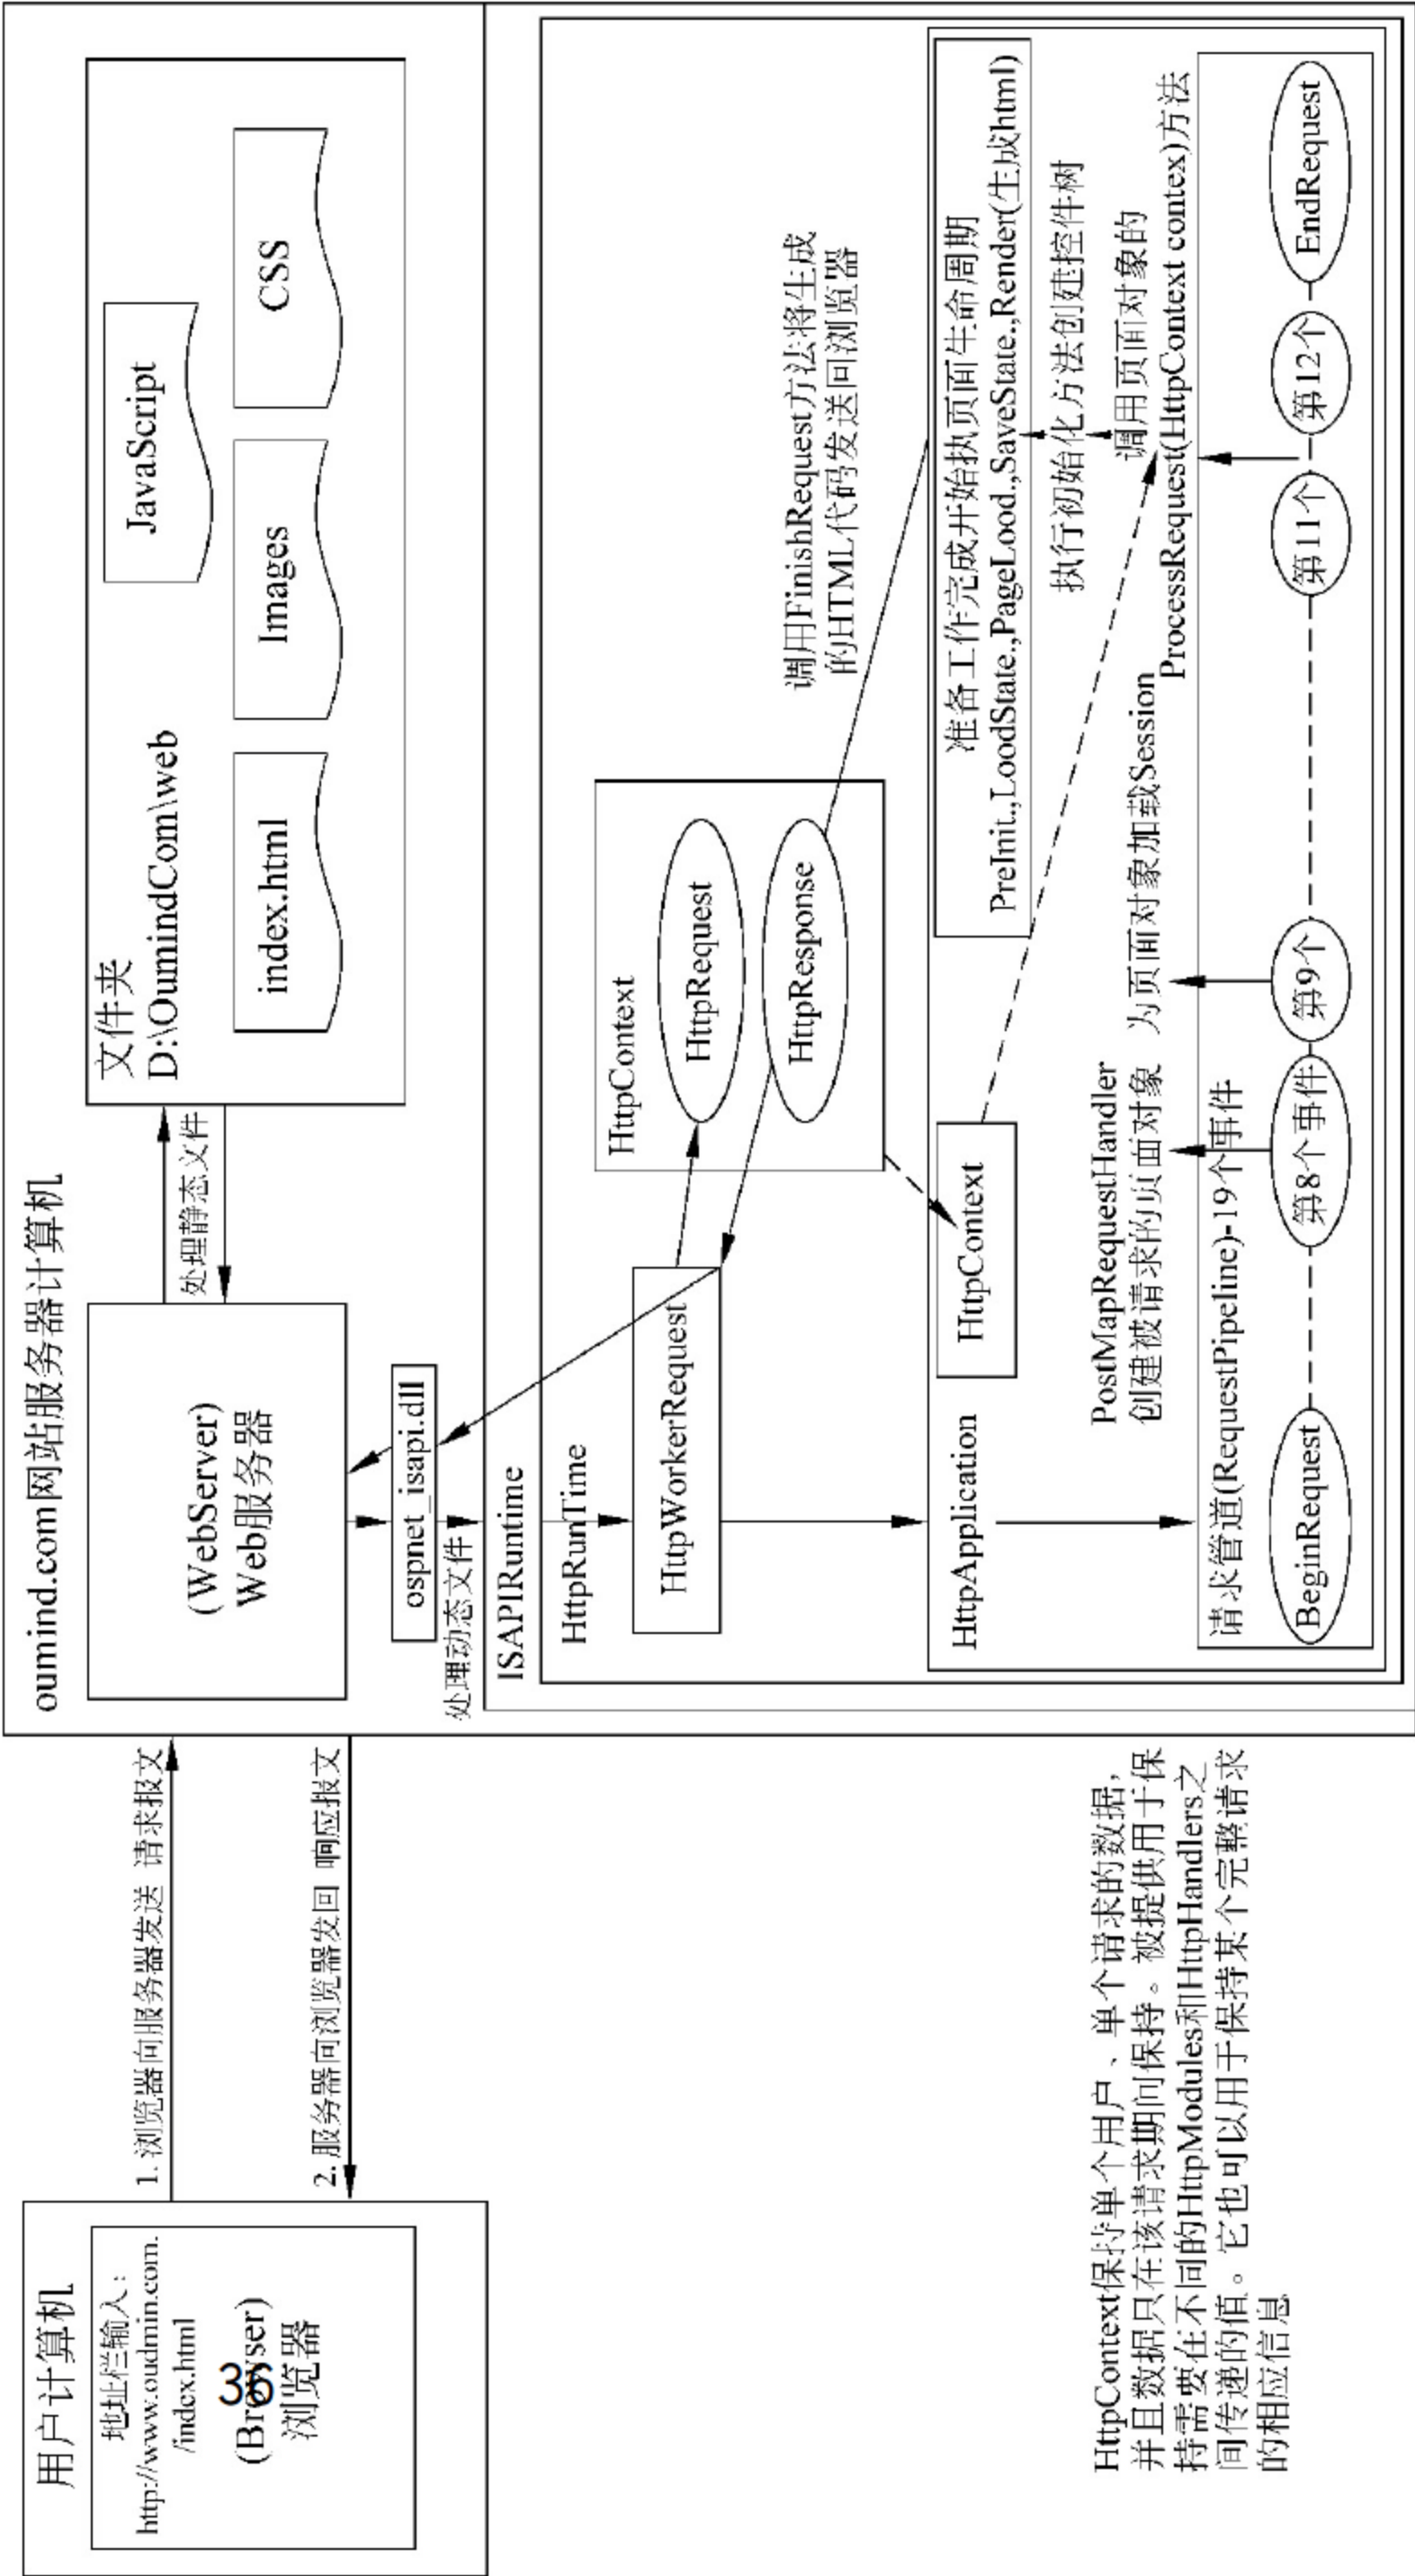 用户计算机
地址栏输入：
http://www.oudmin.com.
/index.html
(Browser)
浏览器
36
1. 浏览器向服务器发送 请求报文
2. 服务器向浏览器发回 响应报文
HttpContext保持单个用户、单个请求的数据，
并且数据只在该请求期间保持。被提供用于保
持需要在不同的HttpModules和HttpHandlers之
间传递的值。它也可以用于保持某个完整请求
的相应信息
oumind.com网站服务器计算机
(WebServer)
Web服务器
处理静态文件
文件夹
D:\OumindCom\web
JavaScript
index.html
Images
CSS
ospnet_isapi.dll
处理动态文件
ISAPIRuntime
HttpRunTime
HttpWorkerRequest
HttpContext
HttpRequest
HttpResponse
调用FinishRequest方法将生成
的HTML代码发送回浏览器
HttpApplication
HttpContext
准备工作完成开始执页面生命周期
PreInit.,LoodState.,PageLood.,SaveState.,Render(生成html)
执行初始化方法创建控件树
调用页面对象的
ProcessRequest(HttpContext contex)方法
PostMapRequestHandler
创建被请求的页面对象
为页面对象加载Session
请求管道(RequestPipeline)-19个事件
BeginRequest
第8个事件
第9个
第11个
第12个
EndRequest